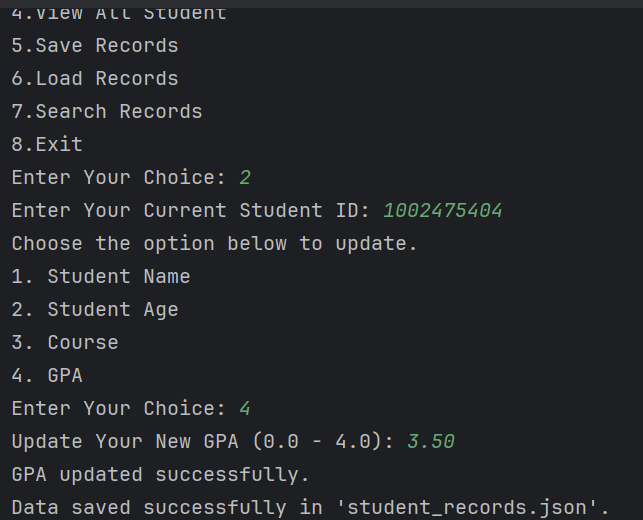 4.View All Student
5.Save Records
6.Load Records
7.Search Records
8.Exit
Enter Your Choice: 2
Enter Your Current Student ID: 1002475404
Choose the option below to update.
1. Student Name
2. Student Age
3. Course
4. GPA
Enter Your Choice: 4
Update Your New GPA (0.0 - 4.0): 3.50
GPA updated successfully.
Data saved successfully in 'student_records.json'.